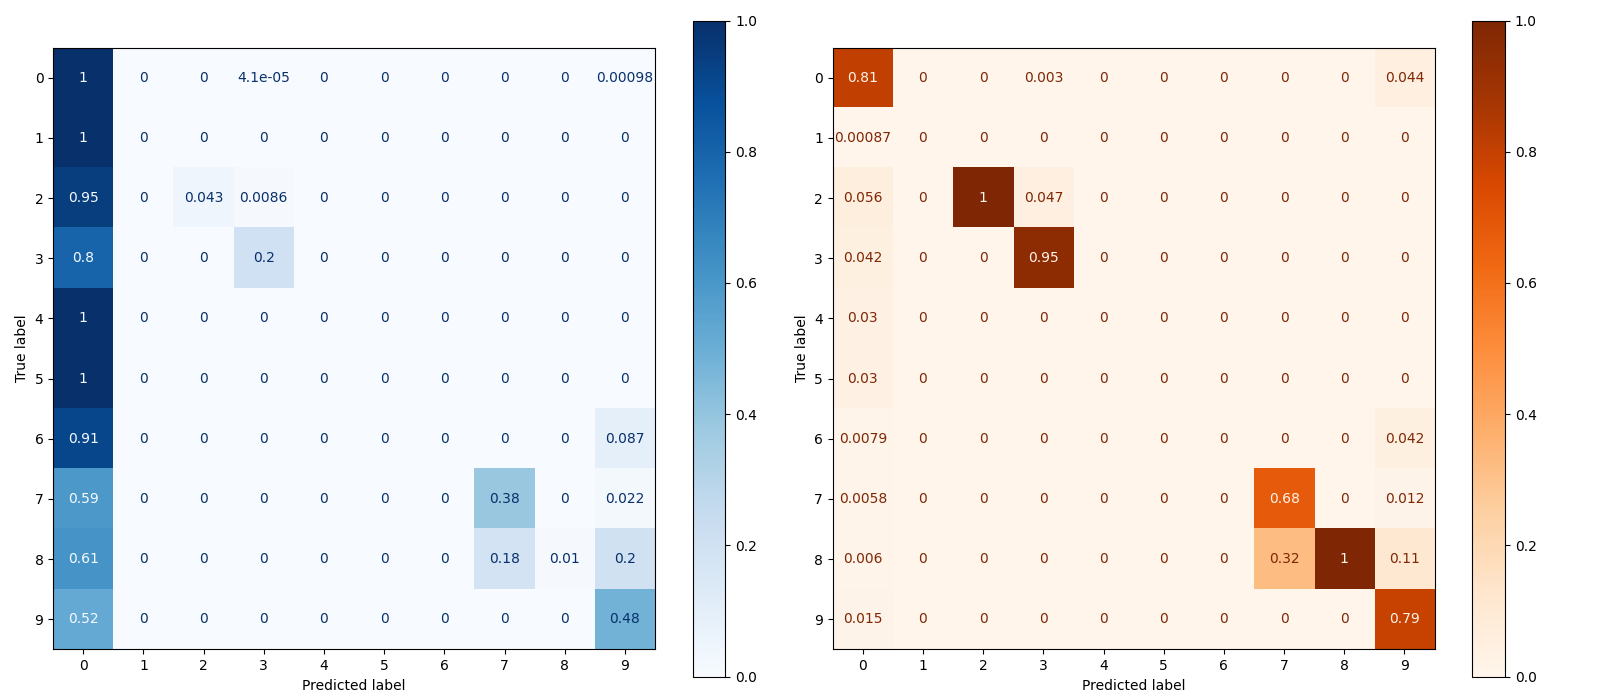 0 1 0 0 4.1e-05 0 0 0 0 0 0.00098
1 1 0 0 0 0 0 0 0 0 0
2 0.95 0 0.043 0.0086 0 0 0 0 0 0
3 0.8 0 0 0.2 0 0 0 0 0 0
4 1 0 0 0 0 0 0 0 0 0
5 1 0 0 0 0 0 0 0 0 0
6 0.91 0 0 0 0 0 0 0 0 0.087
7 0.59 0 0 0 0 0 0 0.38 0 0.022
8 0.61 0 0 0 0 0 0 0.18 0.01 0.2
9 0.52 0 0 0 0 0 0 0 0 0.48
0 1 2 3 4 5 6 7 8 9
True label
Predicted label
1.0
0.8
0.6
0.4
0.2
0.0
0 0.81 0 0 0.003 0 0 0 0 0 0.044
1 0.00087 0 0 0 0 0 0 0 0 0
2 0.056 0 1 0.047 0 0 0 0 0 0
3 0.042 0 0 0.95 0 0 0 0 0 0
4 0.03 0 0 0 0 0 0 0 0 0
5 0.03 0 0 0 0 0 0 0 0 0
6 0.0079 0 0 0 0 0 0 0 0 0.042
7 0.0058 0 0 0 0 0 0 0.68 0 0.012
8 0.006 0 0 0 0 0 0 0.32 1 0.11
9 0.015 0 0 0 0 0 0 0 0 0.79
0 1 2 3 4 5 6 7 8 9
True label
Predicted label
1.0
0.8
0.6
0.4
0.2
0.0